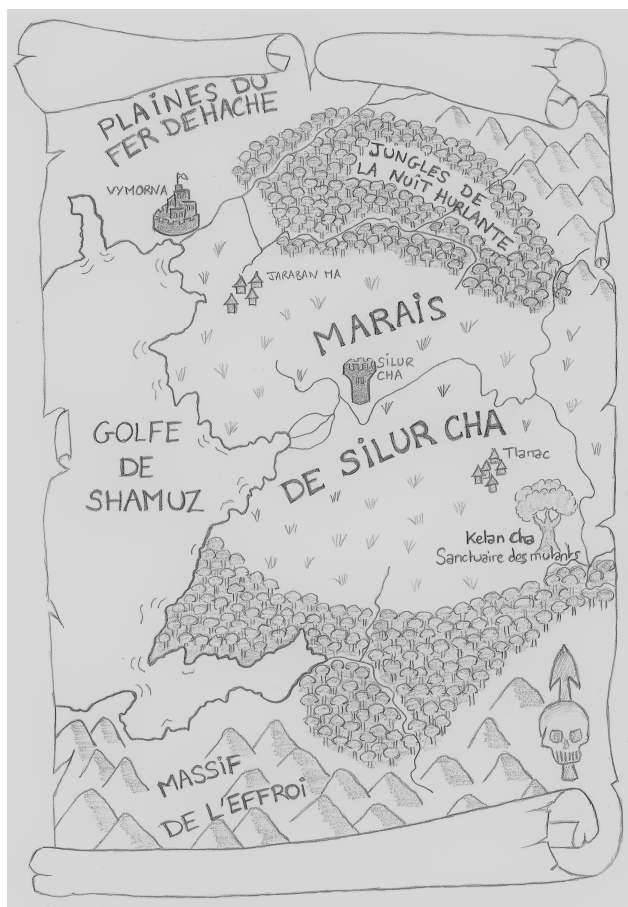 PLAINES DU
FER DE HACHE
VYMORNA
JUNGLES DE
LA NUIT HURLANTE
JARABAN HA
MARAIS
SILUR
CHA
GOLFE
DE
SHAMUZ
DE SILUR CHA
Tlanac
Kelan Cha
Sanctuaire des mutants
MASSIF
DE L'EFFROI